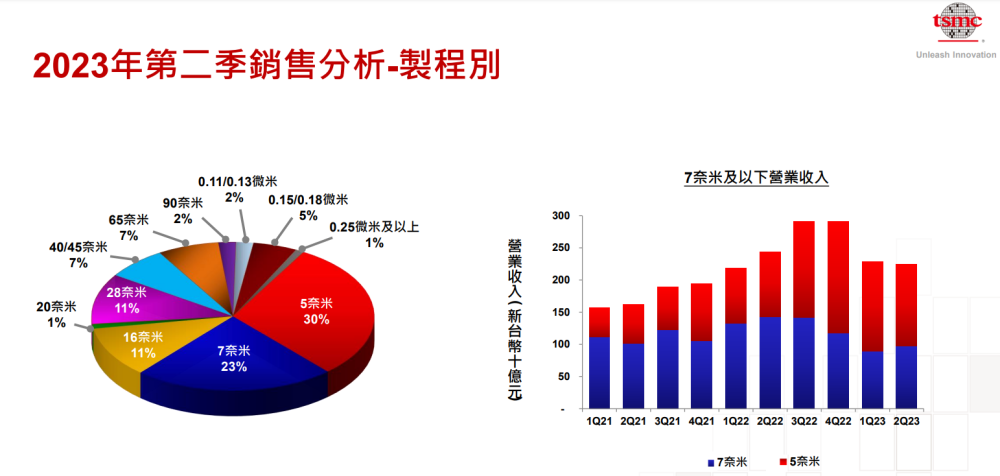 tsmc
Unleash Innovation
2023年第二季銷售分析-製程別
0.11/0.13微米
2%
0.15/0.18微米
5%
0.25微米及以上
1%
90奈米
2%
65奈米
7%
40/45奈米
7%
28奈米
11%
20奈米
1%
16奈米
11%
7奈米
23%
5奈米
30%
7奈米及以下營業收入
營業收入(新台幣十億元)
300
250
200
150
100
50
-
1Q21 2Q21 3Q21 4Q21 1Q22 2Q22 3Q22 4Q22 1Q23 2Q23
7奈米 5奈米